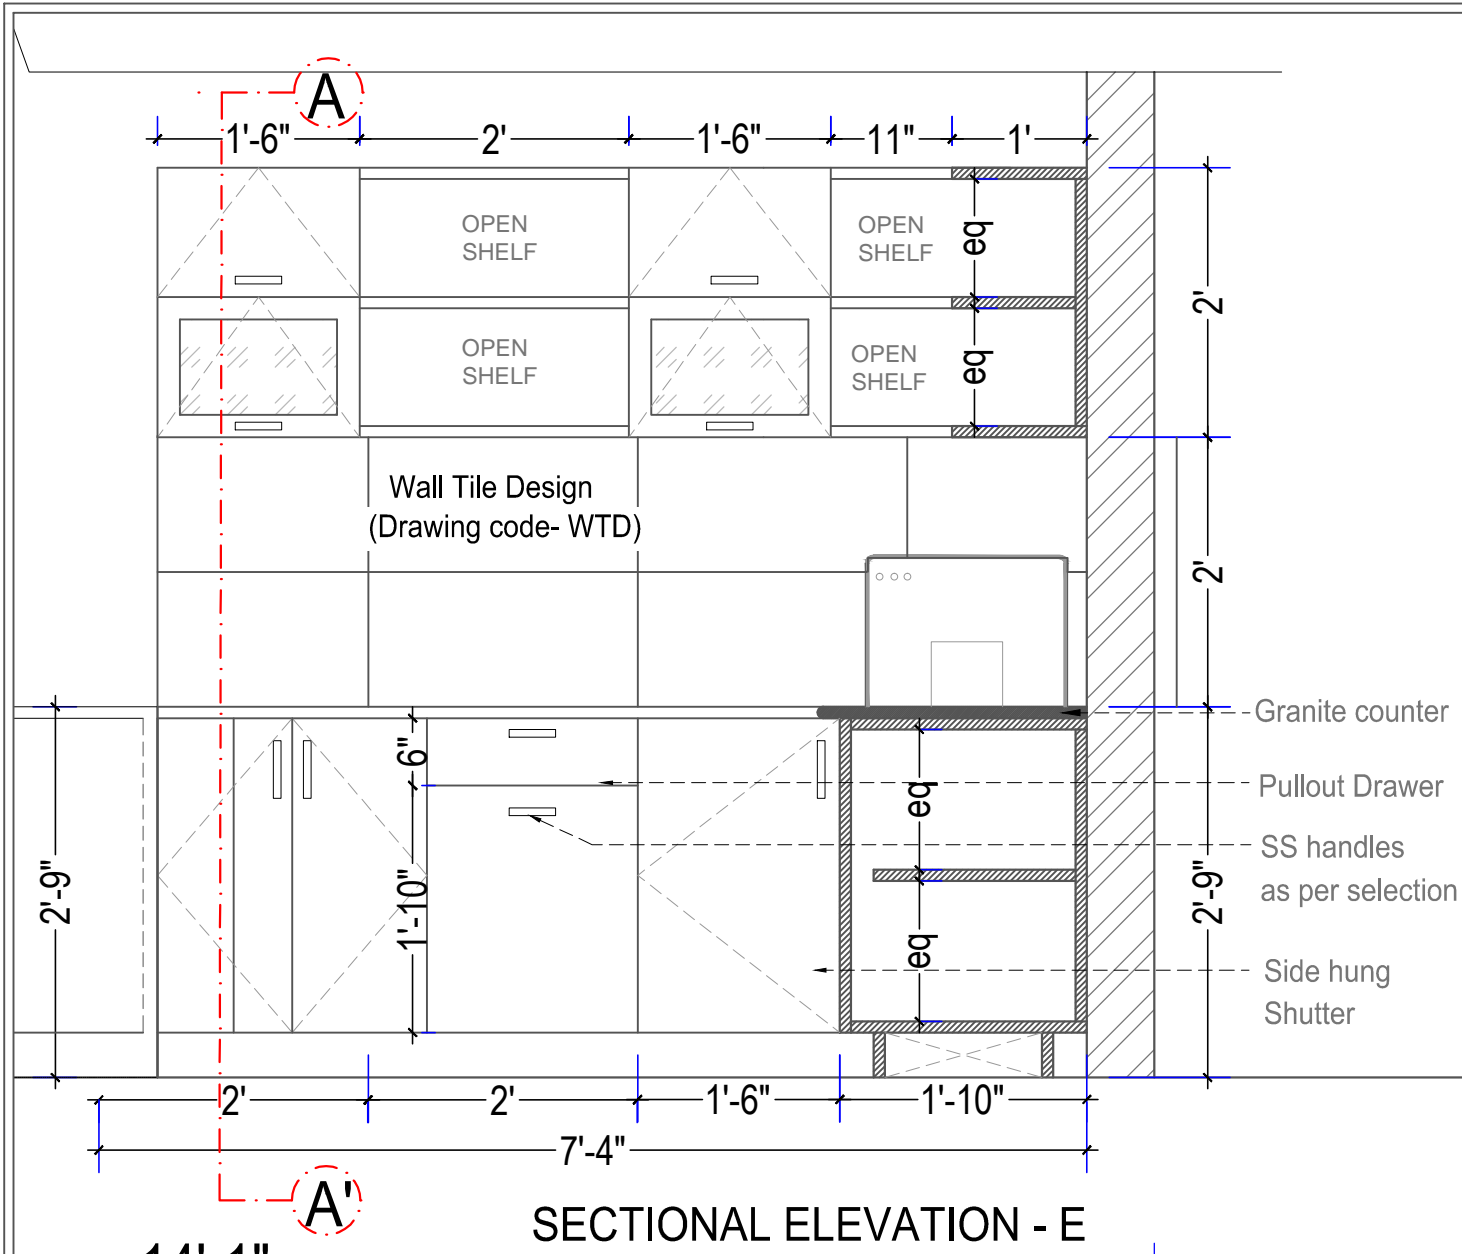 A
1'-6"
2'
1'-6"
11"
1'
OPEN
SHELF
OPEN
SHELF
eq
2'
OPEN
SHELF
OPEN
SHELF
eq
Wall Tile Design
(Drawing code- WTD)
2'
Granite counter
6"
eq
Pullout Drawer
SS handles
as per selection
2'-9"
1'-10"
2'-9"
eq
Side hung
Shutter
2'
2'
1'-6"
1'-10"
7'-4"
A'
SECTIONAL ELEVATION - E
14'-1"